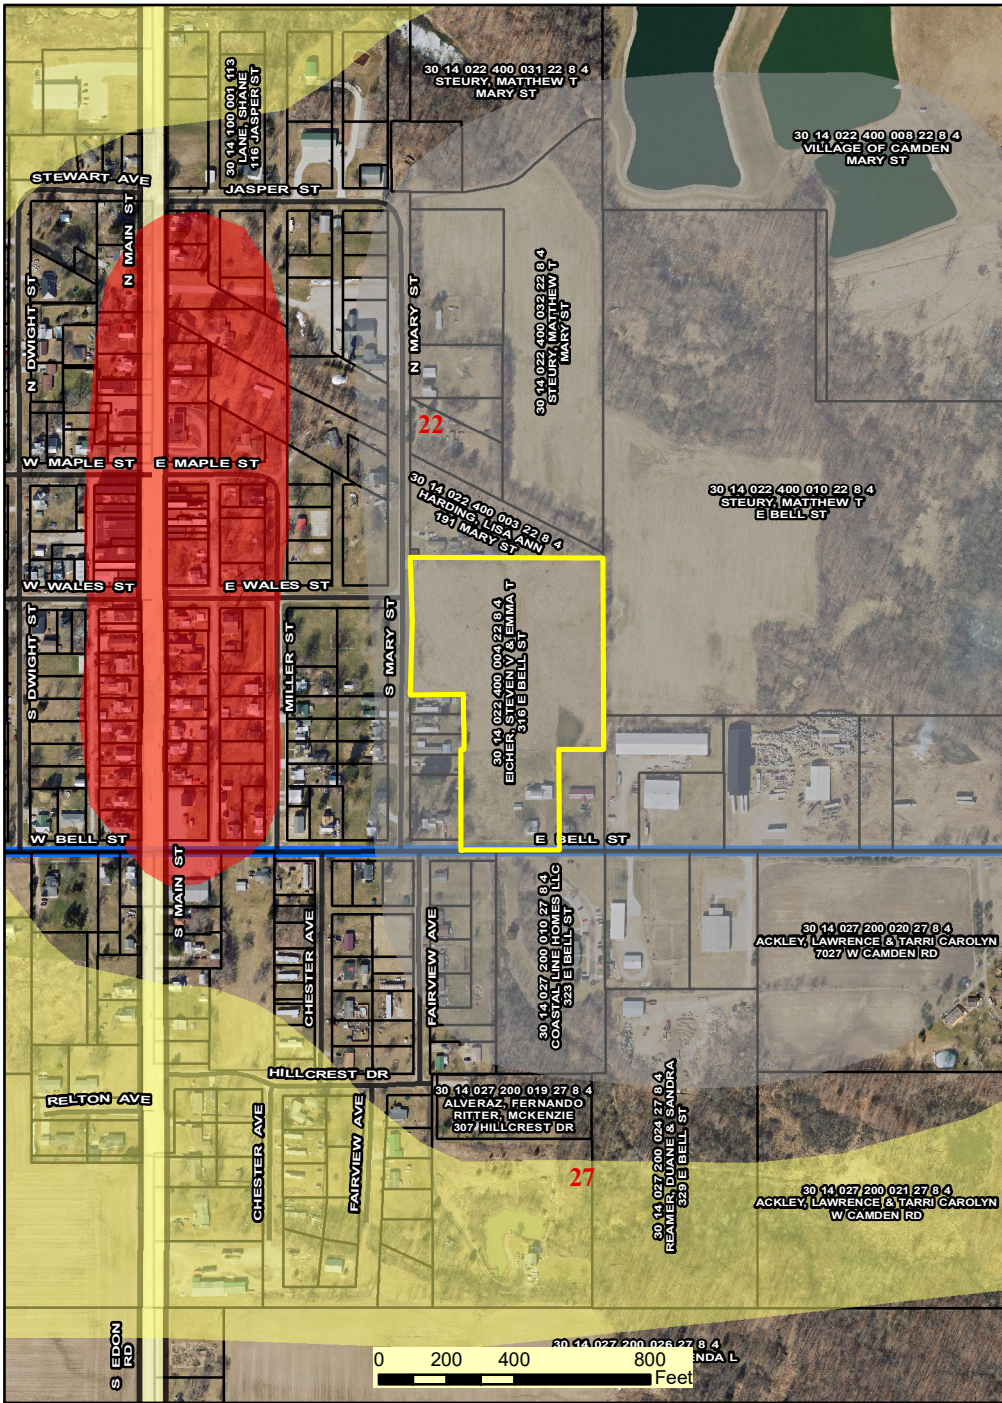 30 14 022 400 031 22 8 4
STEURY, MATTHEW T
MARY ST
30 14 100 001 113
LANE, SHANE
116 JASPER ST
30 14 022 400 008 22 8 4
VILLAGE OF CAMDEN
MARY ST
STEWART AVE
JASPER ST
N MAIN ST
N DWIGHT ST
N MARY ST
30 14 022 400 032 22 8 4
STEURY, MATTHEW T
MARY ST
22
W MAPLE ST
E MAPLE ST
30 14 022 400 003 22 8 4
HARDING, LISA ANN
191 MARY ST
30 14 022 400 010 22 8 4
STEURY, MATTHEW T
E BELL ST
W WALES ST
E WALES ST
S DWIGHT ST
MILLER ST
S MARY ST
30 14 022 400 004 22 8 4
EICHER, STEVEN V & EMMA T
316 E BELL ST
W BELL ST
E BELL ST
S MAIN ST
CHESTER AVE
FAIRVIEW AVE
30 14 027 200 010 27 8 4
COASTAL LINE HOMES LLC
323 E BELL ST
30 14 027 200 020 27 8 4
ACKLEY, LAWRENCE & TARRI CAROLYN
7027 W CAMDEN RD
HILLCREST DR
RELTON AVE
30 14 027 200 019 27 8 4
ALVERAZ, FERNANDO
RITTER, MCKENZIE
307 HILLCREST DR
CHESTER AVE
FAIRVIEW AVE
27
30 14 027 200 024 27 8 4
REAMER, DUANE & SANDRA
329 E BELL ST
30 14 027 200 021 27 8 4
ACKLEY, LAWRENCE & TARRI CAROLYN
W CAMDEN RD
S EDON
RD
30 14 027 200 026 27 8 4
ENDA L
0 200 400 800
Feet